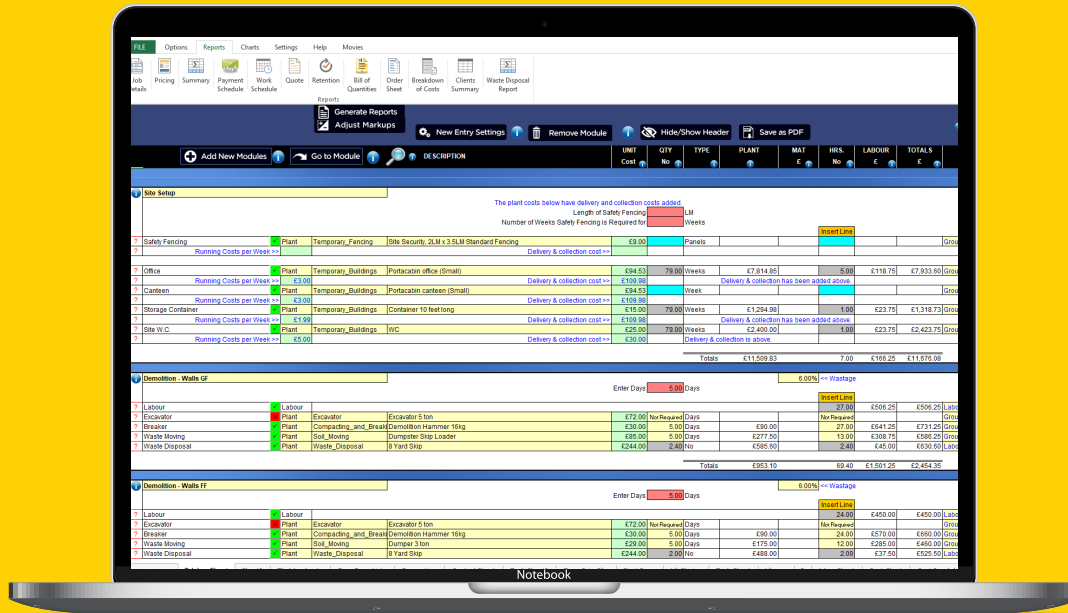 FILE Options Reports Charts Settings Help Movies
Job Pricing Summary Payment Work Quote Retention Bill of Order Breakdown Clients Waste Disposal
Schedule Schedule Quantities Sheet of Costs Summary Report
Reports
Generate Reports
Adjust Markups
New Entry Settings Remove Module Hide/Show Header Save as PDF
Add New Modules Go to Module DESCRIPTION UNIT QTY TYPE PLANT MAT HRS. LABOUR TOTALS
Cost No £ No £ £
Site Setup
The plant costs below have delivery and collection costs added.
Length of Safety Fencing LM
Number of Weeks Safety Fencing is Required for Weeks
Insert Line
? Safety Fencing Plant Temporary_Fencing Site Security, 2LM x 3.5LM Standard Fencing £9.00 Panels Grou
? Running Costs per Week >> Delivery & collection cost >>
? Office Plant Temporary_Buildings Portacabin office (Small) £94.53 79.00 Weeks £7,814.85 5.00 £118.75 £7,933.60 Grou
? Running Costs per Week >> £3.00 Delivery & collection cost >> £109.98 Delivery & collection has been added above.
? Canteen Plant Temporary_Buildings Portacabin canteen (Small) £94.53 Week Grou
? Running Costs per Week >> £3.00 Delivery & collection cost >> £109.98
? Storage Container Plant Temporary_Buildings Container 10 feet long £15.00 79.00 Weeks £1,294.98 1.00 £23.75 £1,318.73 Grou
? Running Costs per Week >> £1.99 Delivery & collection cost >> £109.98 Delivery & collection has been added above.
? Site W.C. Plant Temporary_Buildings WC £25.00 79.00 Weeks £2,400.00 1.00 £23.75 £2,423.75 Grou
? Running Costs per Week >> £5.00 Delivery & collection cost >> £30.00 Delivery & collection is above.
Totals £11,509.83 7.00 £166.25 £11,676.08
Demolition - Walls GF 6.00% << Wastage
Enter Days 5.00 Days
Insert Line
? Labour Labour 27.00 £506.25 £506.25 Labo
? Excavator Plant Excavator Excavator 5 ton £72.00 Not Required Days Not Required Grou
? Breaker Plant Compacting_and_Breaki Demolition Hammer 16kg £30.00 5.00 Days £90.00 27.00 £641.25 £731.25 Grou
? Waste Moving Plant Soil_Moving Dumpster Skip Loader £85.00 5.00 Days £277.50 13.00 £308.75 £586.25 Grou
? Waste Disposal Plant Waste_Disposal 8 Yard Skip £244.00 2.40 No £585.60 2.40 £45.00 £630.60 Labo
Totals £953.10 69.40 £1,501.25 £2,454.35
Demolition - Walls FF 6.00% << Wastage
Enter Days 5.00 Days
Insert Line
? Labour Labour 24.00 £450.00 £450.00 Labo
? Excavator Plant Excavator Excavator 5 ton £72.00 Not Required Days Not Required Grou
? Breaker Plant Compacting_and_Breaki Demolition Hammer 16kg £30.00 5.00 Days £90.00 24.00 £570.00 £660.00 Grou
? Waste Moving Plant Soil_Moving Dumper 3 ton £29.00 5.00 Days £175.00 12.00 £285.00 £460.00 Grou
? Waste Disposal Plant Waste_Disposal 8 Yard Skip £244.00 2.00 No £488.00 2.00 £37.50 £525.50 Labo
Notebook